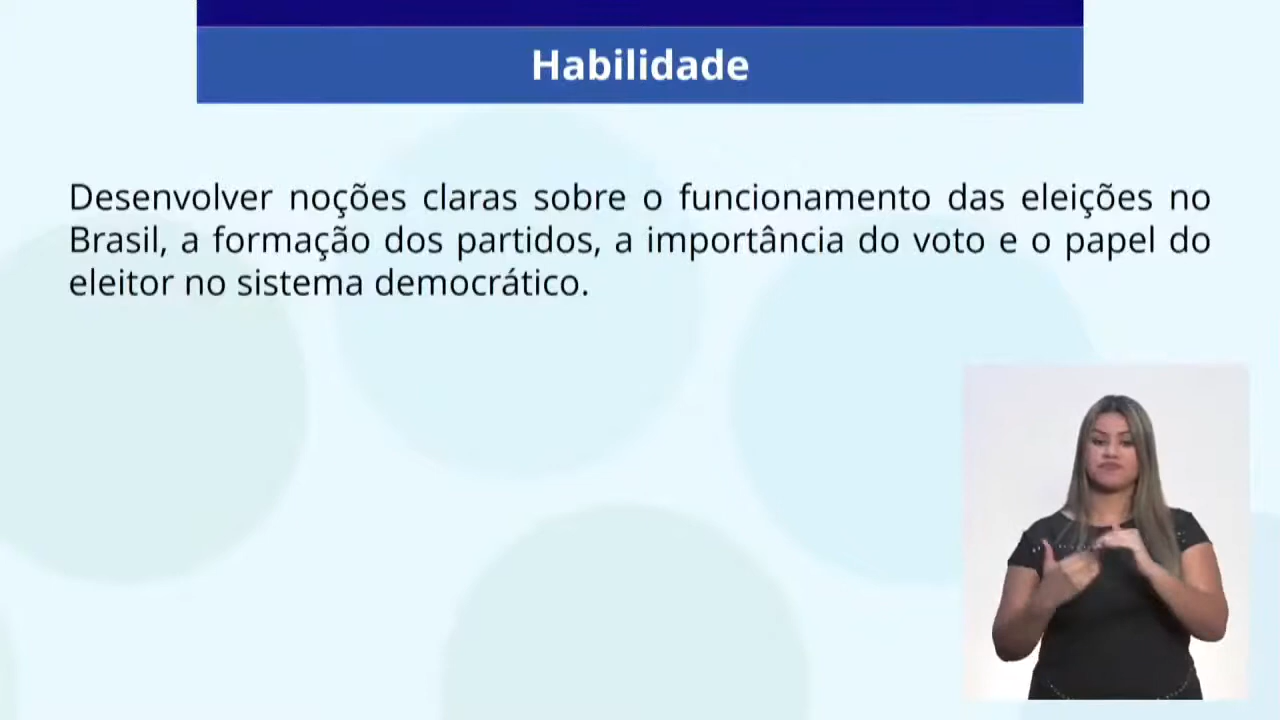 Habilidade
Desenvolver noções claras sobre o funcionamento das eleições no
Brasil, a formação dos partidos, a importância do voto e o papel do
eleitor no sistema democrático.